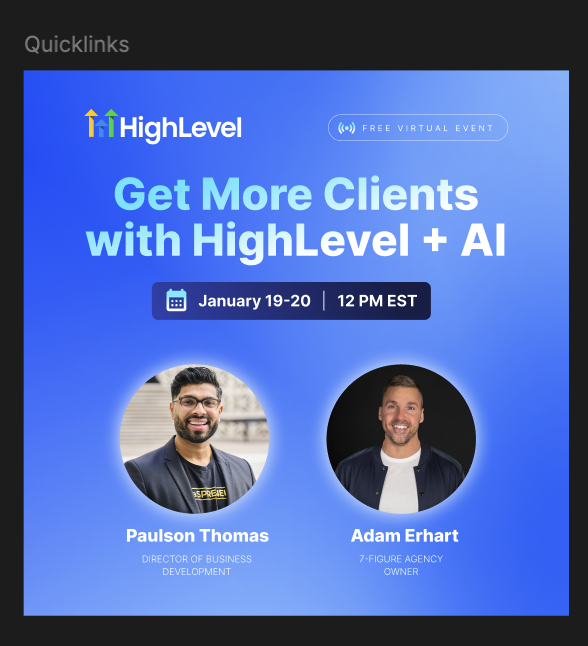 Quicklinks
HighLevel
FREE VIRTUAL EVENT
Get More Clients
with HighLevel + AI
January 19-20 | 12 PM EST
Paulson Thomas
DIRECTOR OF BUSINESS
DEVELOPMENT
Adam Erhart
7-FIGURE AGENCY
OWNER